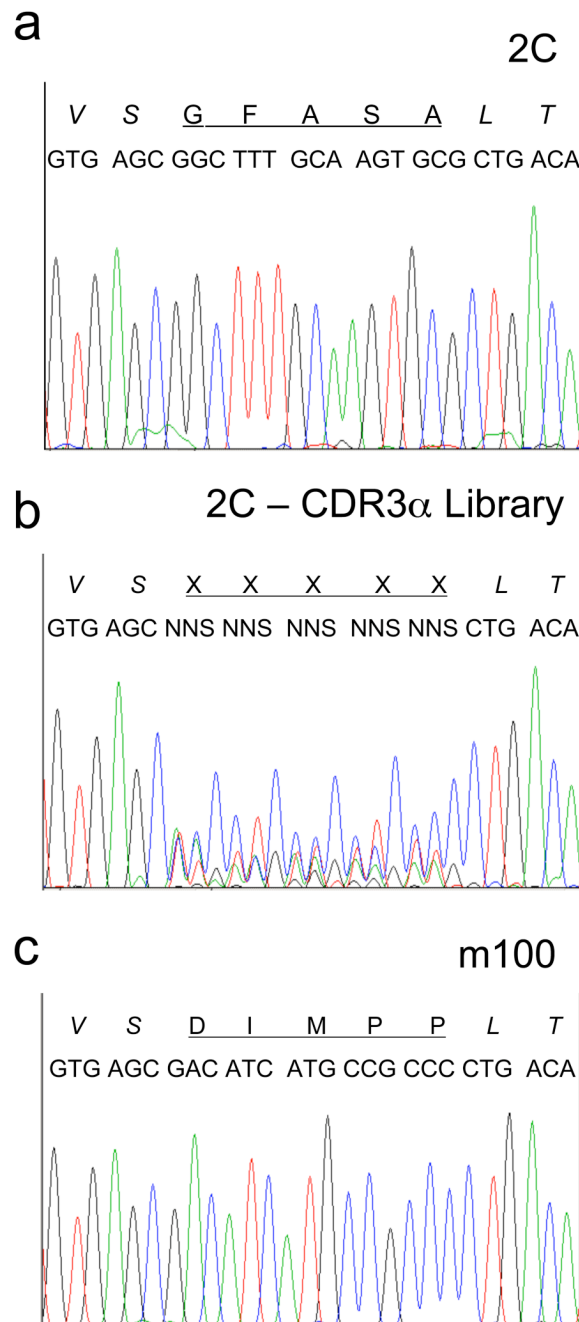 a
2C
V S G F A S A L T
GTG AGC GGC TTT GCA AGT GCG CTG ACA
b
2C – CDR3α Library
V S X X X X X L T
GTG AGC NNS NNS NNS NNS NNS CTG ACA
c
m100
V S D I M P P L T
GTG AGC GAC ATC ATG CCG CCC CTG ACA